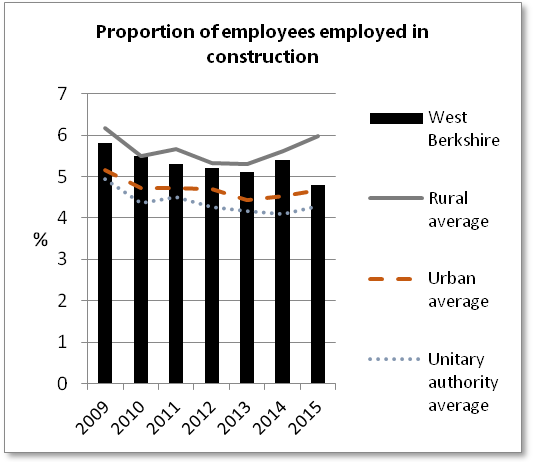 Proportion of employees employed in
construction
7
6
5
4
3
2
1
0
%
2009
2010
2011
2012
2013
2014
2015
West
Berkshire
Rural
average
Urban
average
Unitary
authority
average